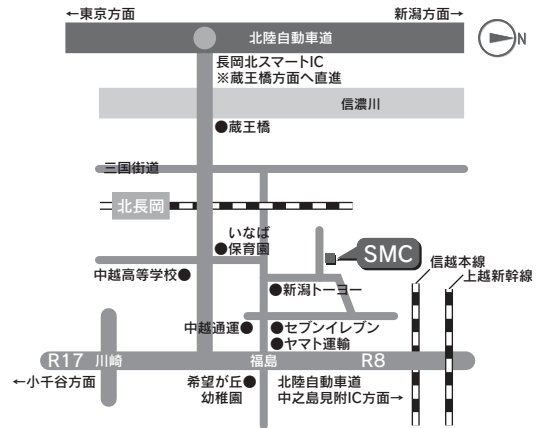 ←東京方面
新潟方面→
北陸自動車道
N
長岡北スマートIC
※蔵王橋方面へ直進
信濃川
●蔵王橋
三国街道
北長岡
いなば
●保育園
SMC
信越本線
上越新幹線
中越高等学校●
●新潟トーヨー
中越通運●
●セブンイレブン
●ヤマト運輸
R17 川崎
福島
R8
←小千谷方面
希望が丘●
幼稚園
北陸自動車道
中之島見附IC方面→